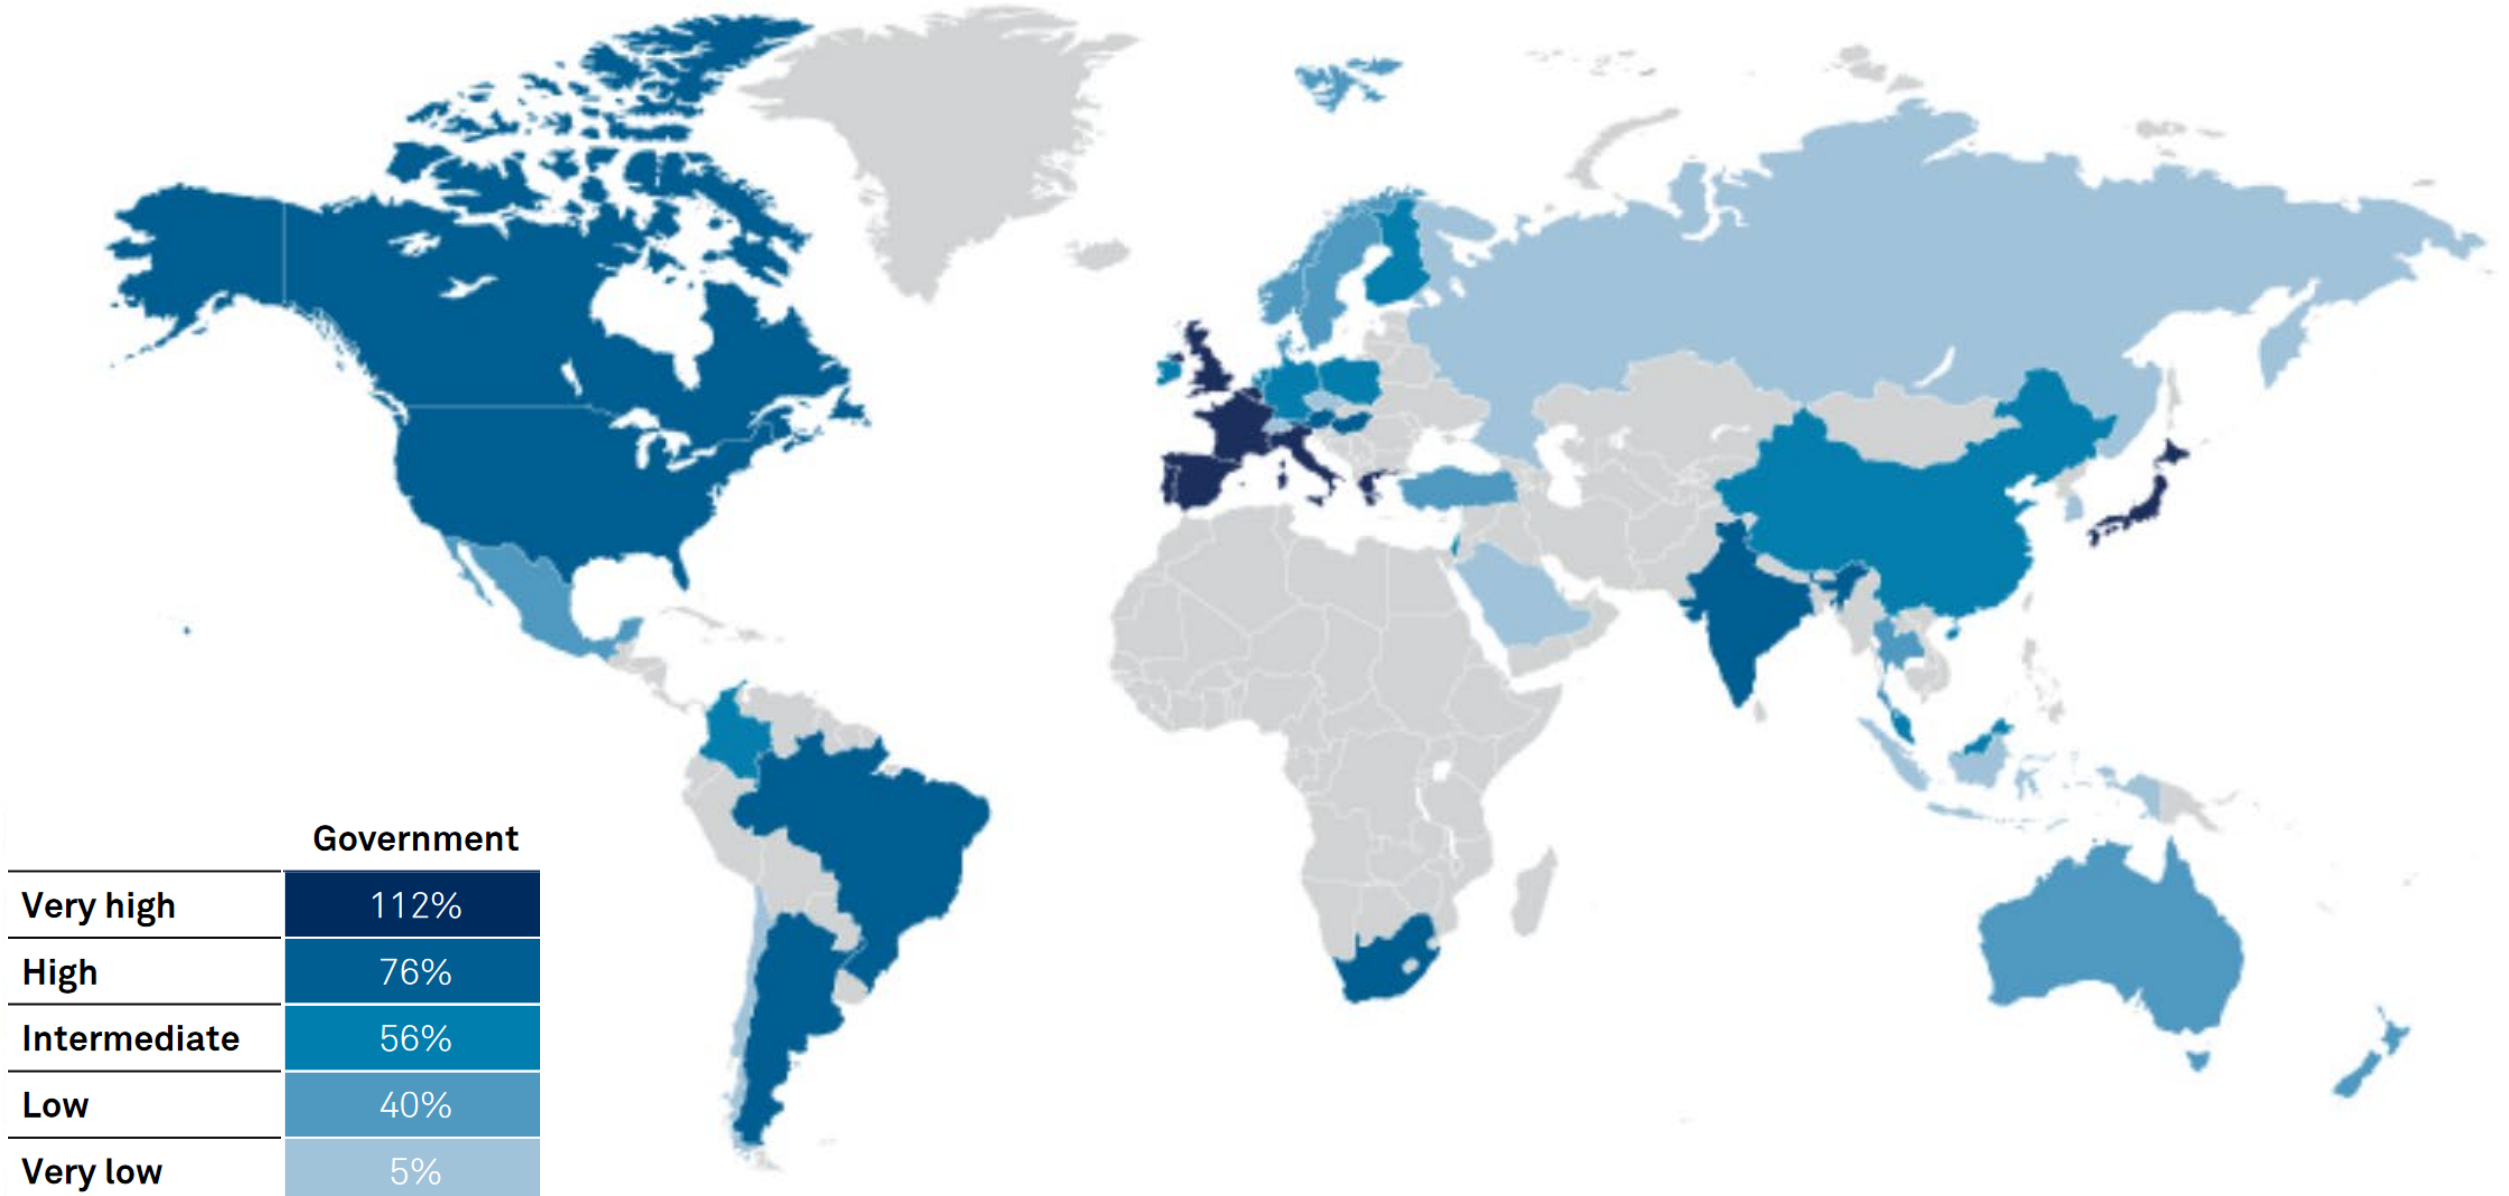 Government
Very high 112%
High 76%
Intermediate 56%
Low 40%
Very low 5%